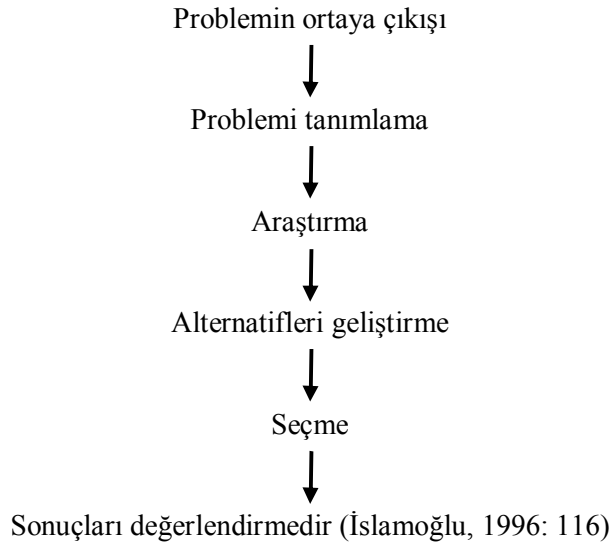 Problemin ortaya çıkışı
Problemi tanımlama
Araştırma
Alternatifleri geliştirme
Seçme
Sonuçları değerlendirmedir (İslamoğlu, 1996: 116)